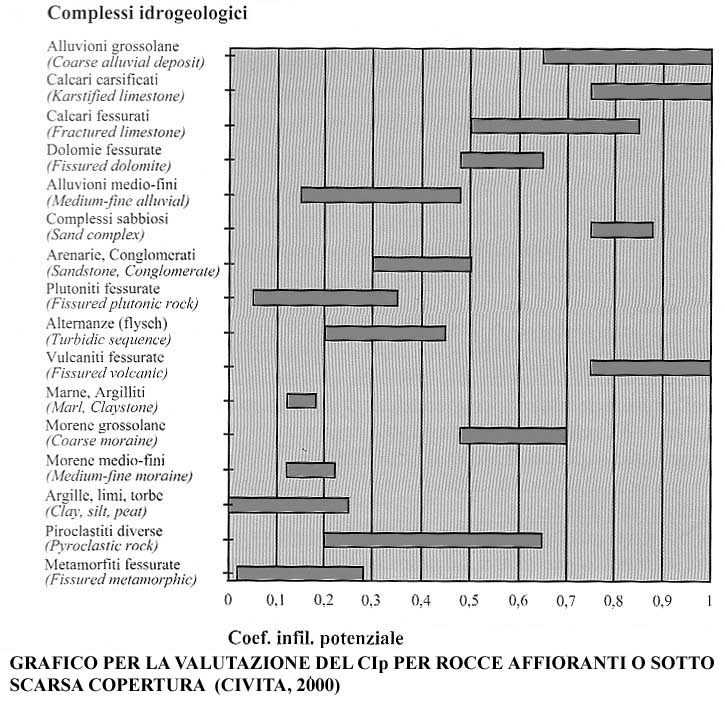 Complessi idrogeologici
Alluvioni grossolane
(Coarse alluvial deposit)
Calcari carsificati
(Karstified limestone)
Calcari fessurati
(Fractured limestone)
Dolomie fessurate
(Fissured dolomite)
Alluvioni medio-fini
(Medium-fine alluvial)
Complessi sabbiosi
(Sand complex)
Arenarie, Conglomerati
(Sandstone, Conglomerate)
Plutoniti fessurate
(Fissured plutonic rock)
Alternanze (flysch)
(Turbidic sequence)
Vulcaniti fessurate
(Fissured volcanic)
Marne, Argilliti
(Marl, Claystone)
Morene grossolane
(Coarse moraine)
Morene medio-fini
(Medium-fine moraine)
Argille, limi, torbe
(Clay, silt, peat)
Piroclastiti diverse
(Pyroclastic rock)
Metamorfiti fessurate
(Fissured metamorphic)
0 0,1 0,2 0,3 0,4 0,5 0,6 0,7 0,8 0,9 1
Coef. infil. potenziale
GRAFICO PER LA VALUTAZIONE DEL CIp PER ROCCE AFFIORANTI O SOTTO
SCARSA COPERTURA (CIVITA, 2000)